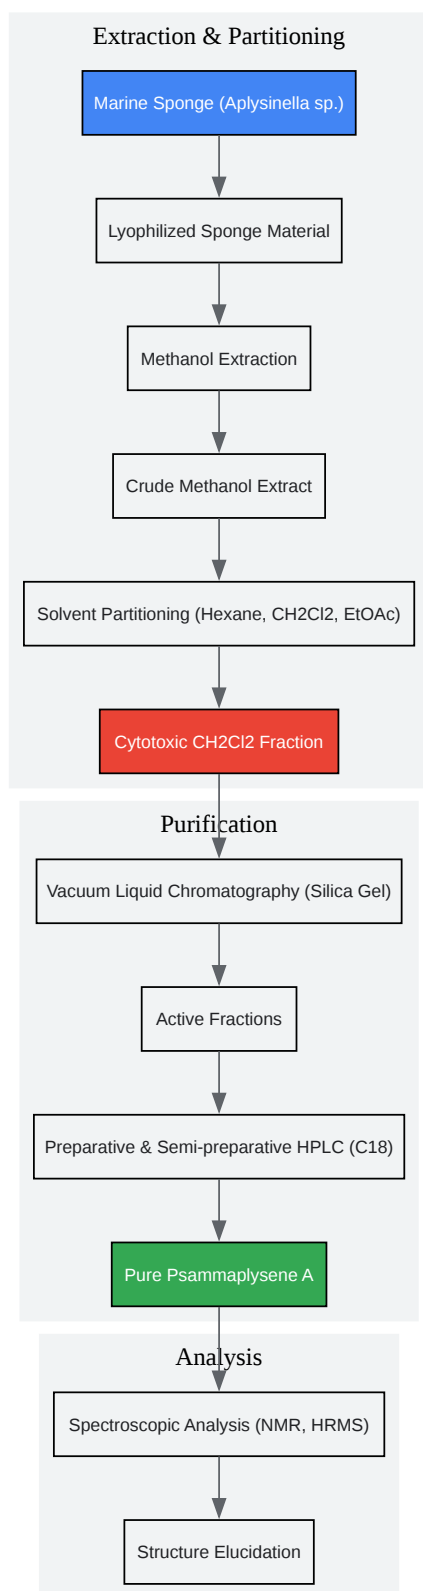 Extraction & Partitioning
Marine Sponge (Aplysinella sp.)
Lyophilized Sponge Material
Methanol Extraction
Crude Methanol Extract
Solvent Partitioning (Hexane, CH2Cl2, EtOAc)
Cytotoxic CH2Cl2 Fraction
Purification
Vacuum Liquid Chromatography (Silica Gel)
Active Fractions
Preparative & Semi-preparative HPLC (C18)
Pure Psammaplysene A
Analysis
Spectroscopic Analysis (NMR, HRMS)
Structure Elucidation